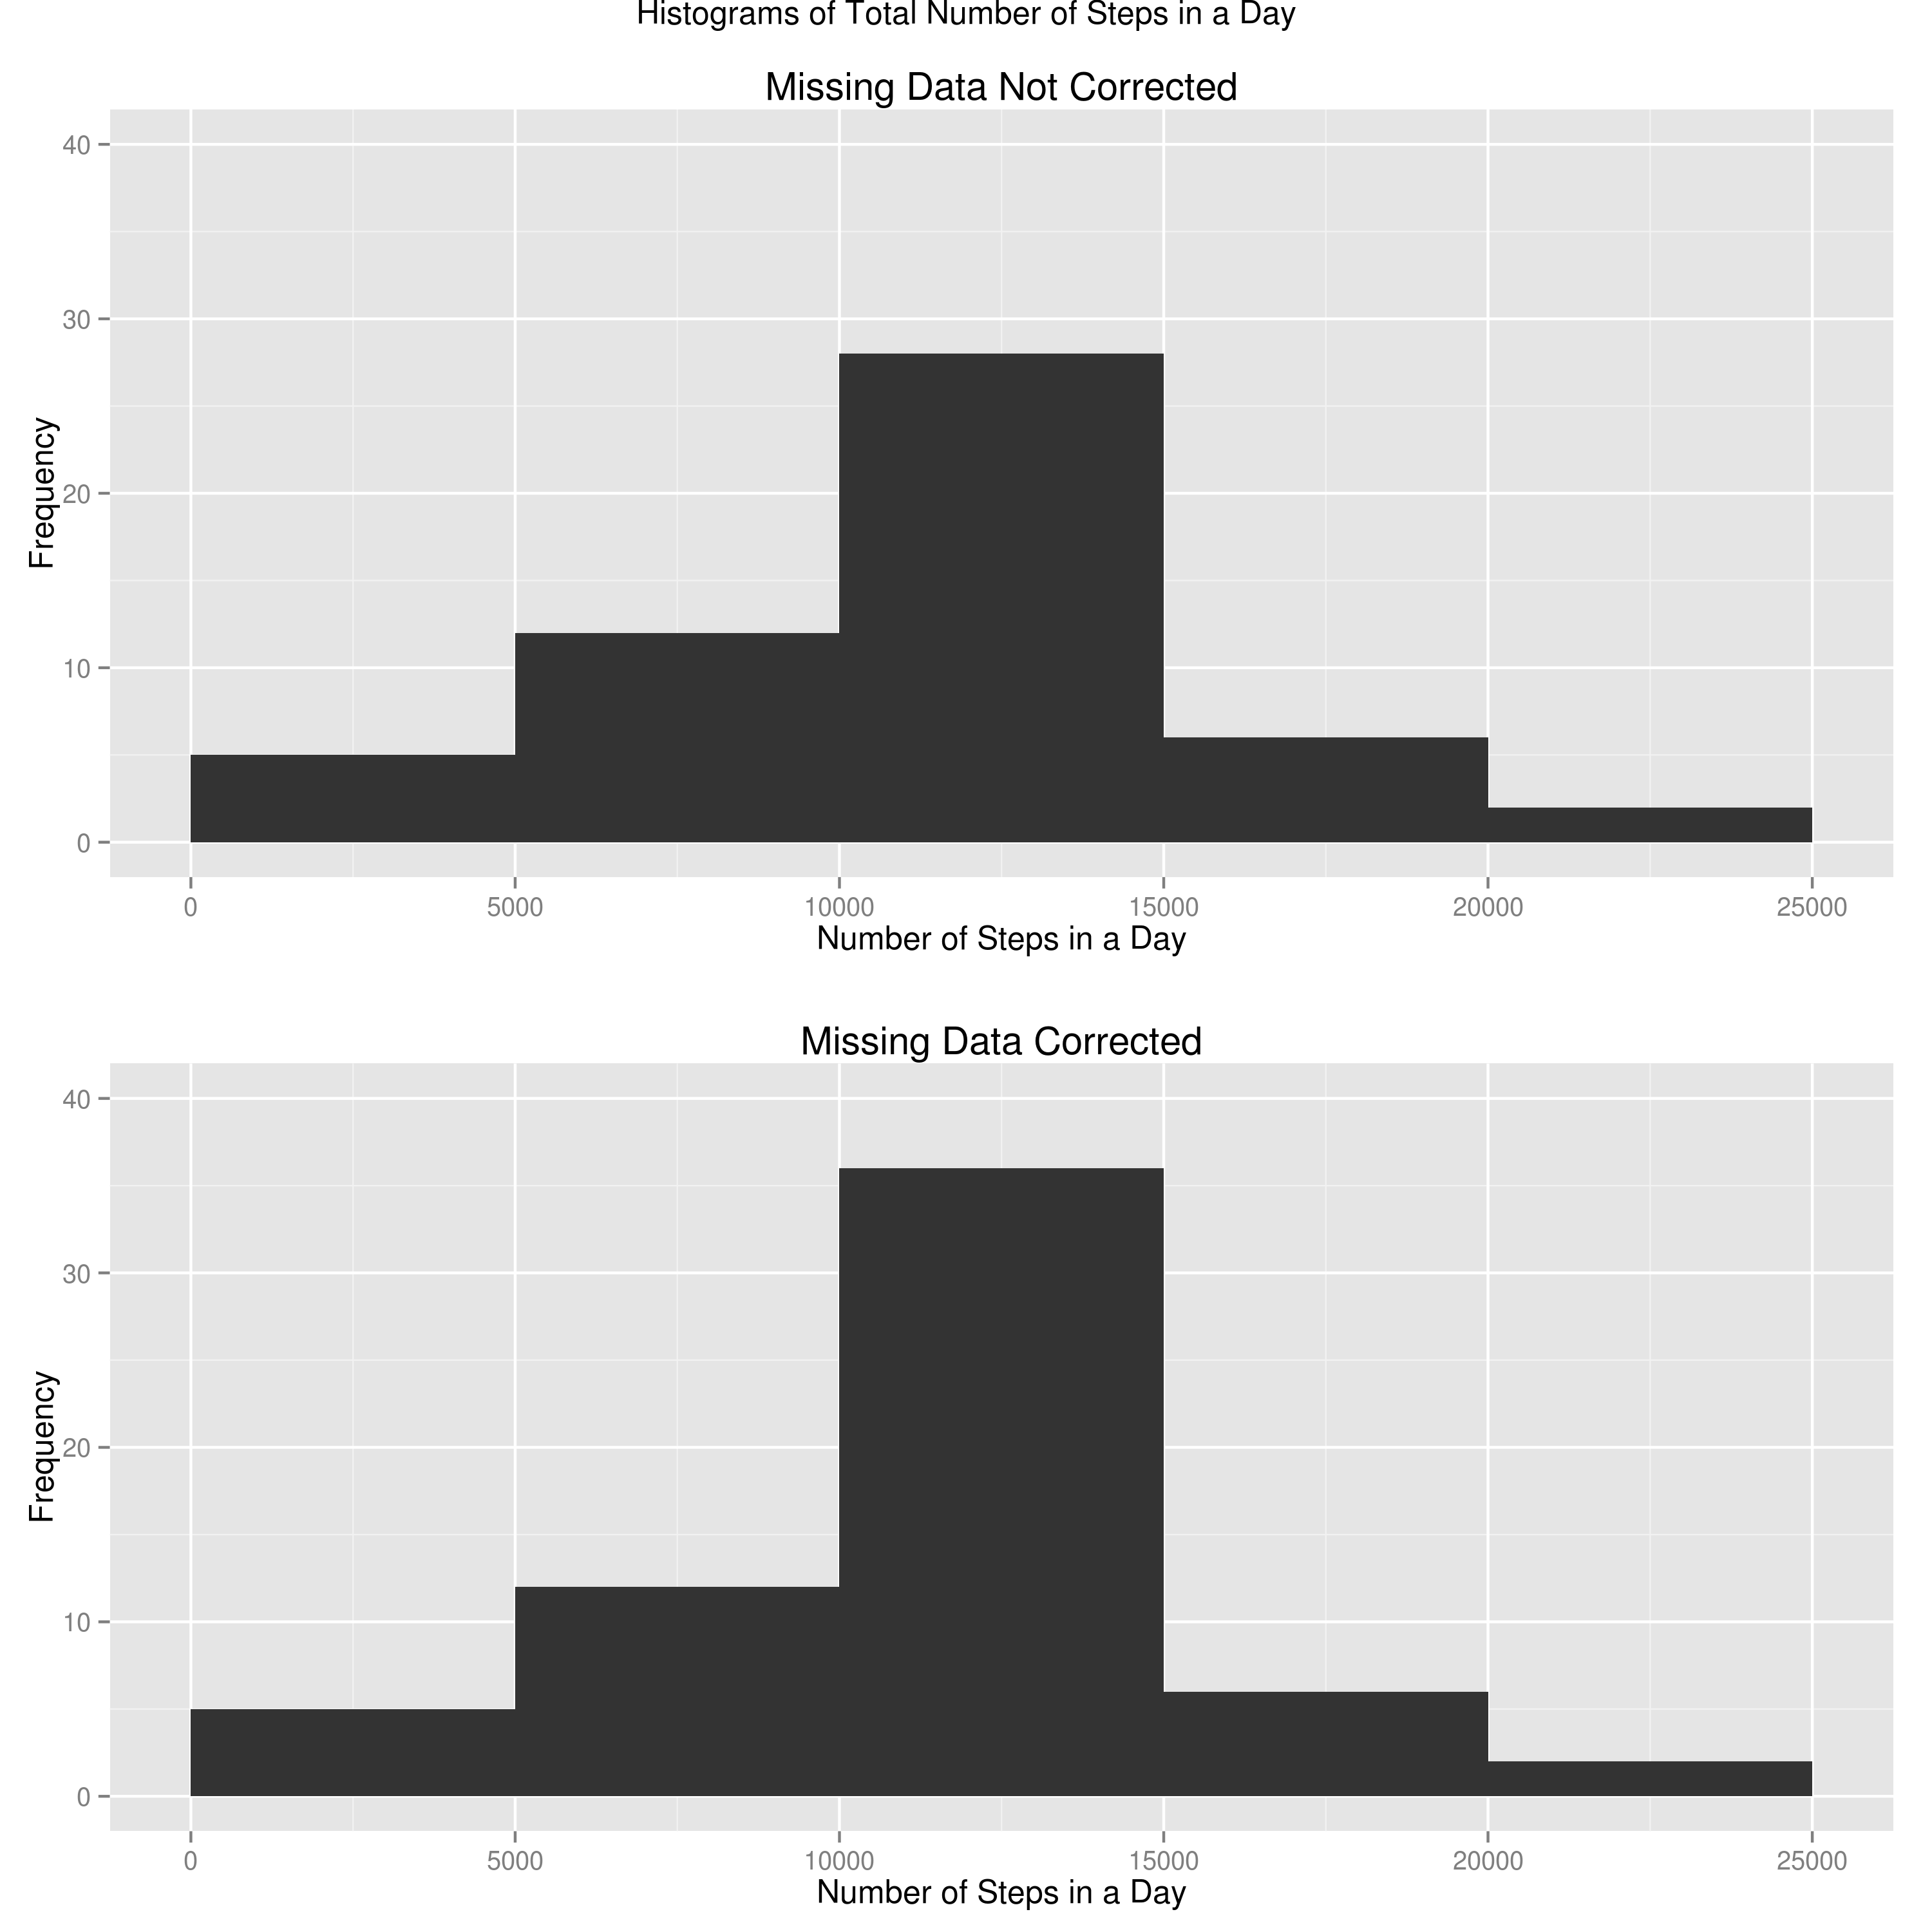 Histograms of Total Number of Steps in a Day
Missing Data Not Corrected
40
30
20
10
0
Frequency
0 5000 10000 15000 20000 25000
Number of Steps in a Day
Missing Data Corrected
40
30
20
10
0
Frequency
0 5000 10000 15000 20000 25000
Number of Steps in a Day